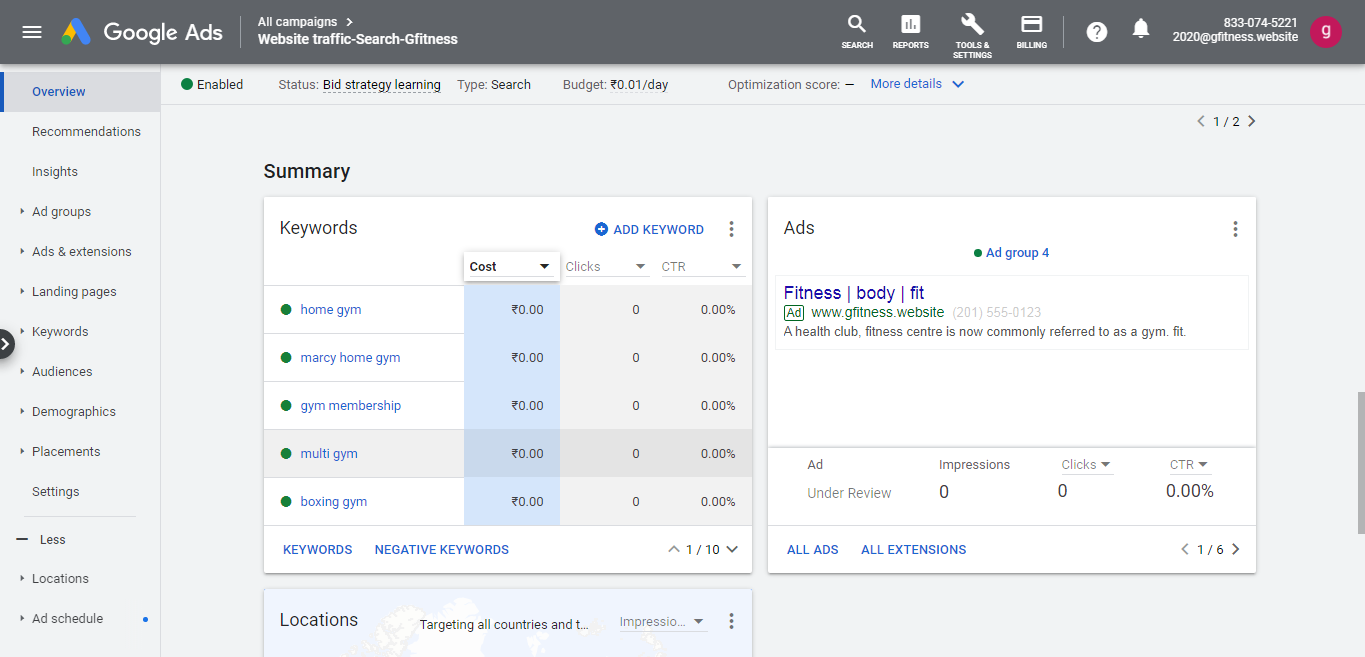 Google Ads
All campaigns
Website traffic-Search-Gfitness
SEARCH
REPORTS
TOOLS & SETTINGS
BILLING
833-074-5221
2020@gfitness.website
g
Overview
Recommendations
Insights
Ad groups
Ads & extensions
Landing pages
Keywords
Audiences
Demographics
Placements
Settings
Less
Locations
Ad schedule
Enabled Status: Bid strategy learning Type: Search Budget: ₹0.01/day Optimization score: — More details
1 / 2
Summary
Keywords ADD KEYWORD
Cost Clicks CTR
home gym ₹0.00 0 0.00%
marcy home gym ₹0.00 0 0.00%
gym membership ₹0.00 0 0.00%
multi gym ₹0.00 0 0.00%
boxing gym ₹0.00 0 0.00%
KEYWORDS NEGATIVE KEYWORDS 1 / 10
Ads
Ad group 4
Fitness | body | fit
Ad www.gfitness.website (201) 555-0123
A health club, fitness centre is now commonly referred to as a gym. fit.
Ad Impressions Clicks CTR
Under Review 0 0 0.00%
ALL ADS ALL EXTENSIONS 1 / 6
Locations Targeting all countries and t... Impressio...